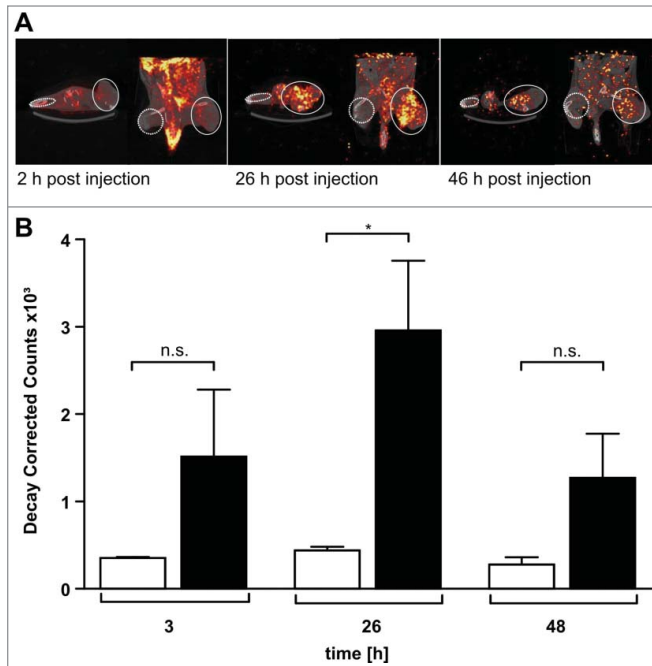 A
2 h post injection
26 h post injection
46 h post injection
B
Decay Corrected Counts x10³
4
3
2
1
0
n.s.
*
n.s.
3
26
48
time [h]